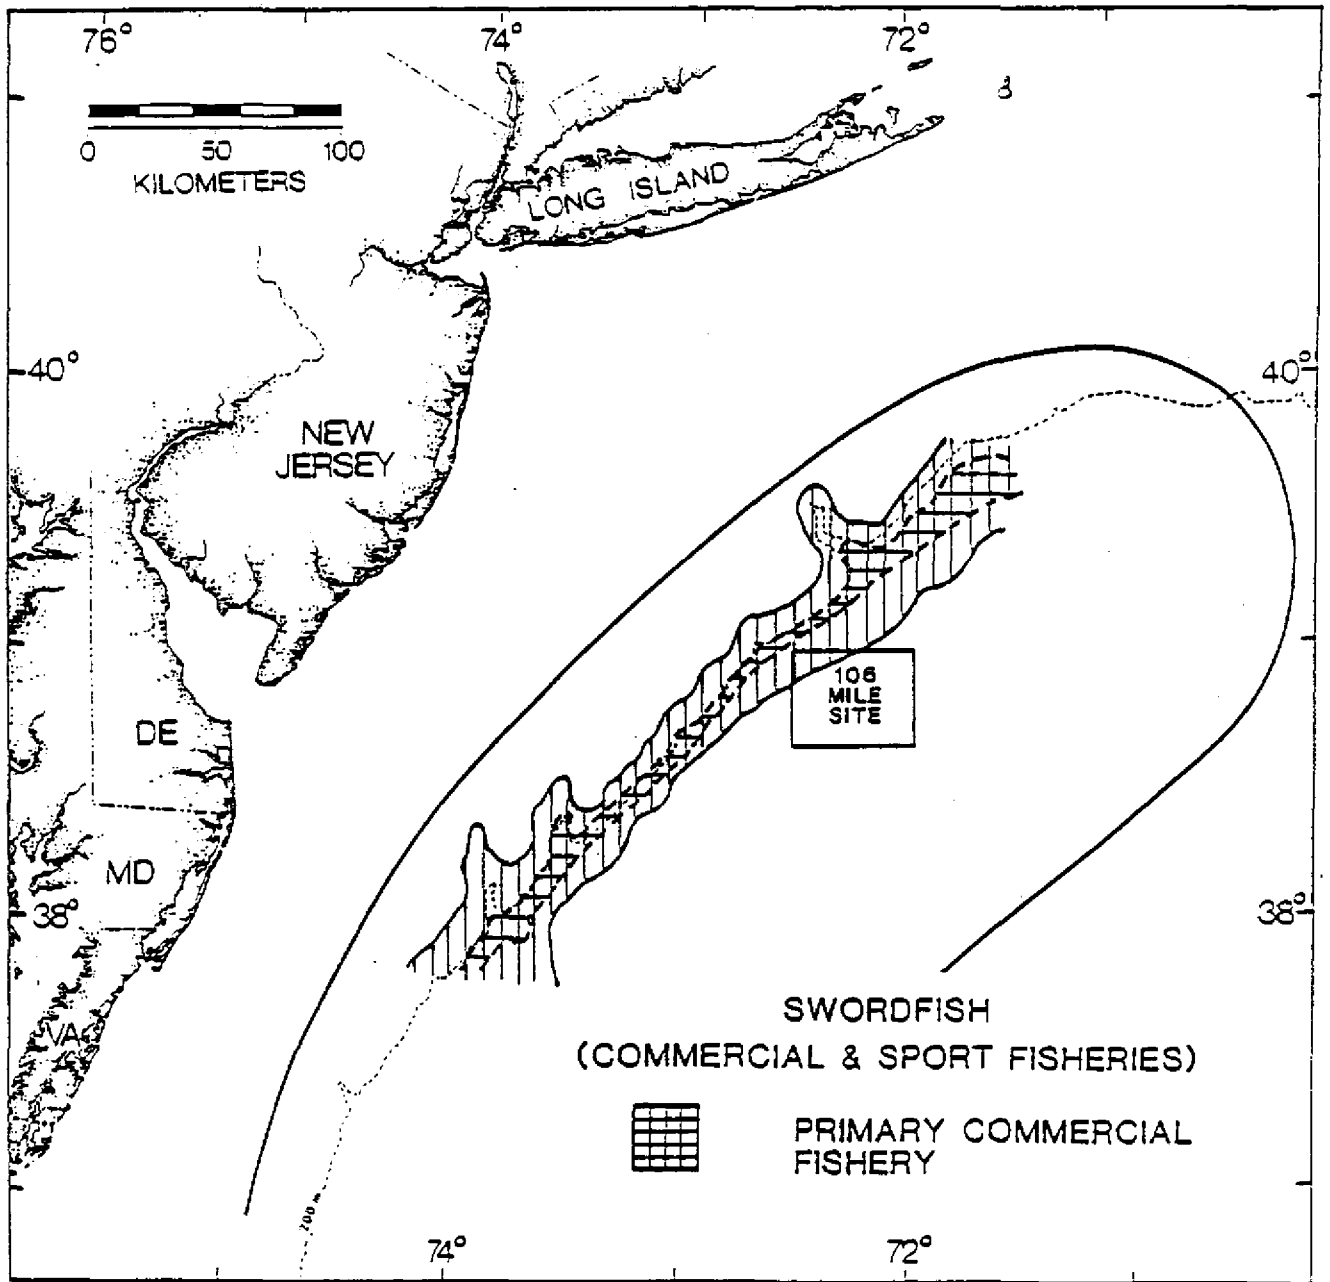 76° 74° 72°
0 50 100
KILOMETERS
LONG ISLAND
40° 40°
NEW
JERSEY
106
MILE
SITE
DE
MD
38° 38°
VA
SWORDFISH
(COMMERCIAL & SPORT FISHERIES)
PRIMARY COMMERCIAL
FISHERY
200 m
74° 72°